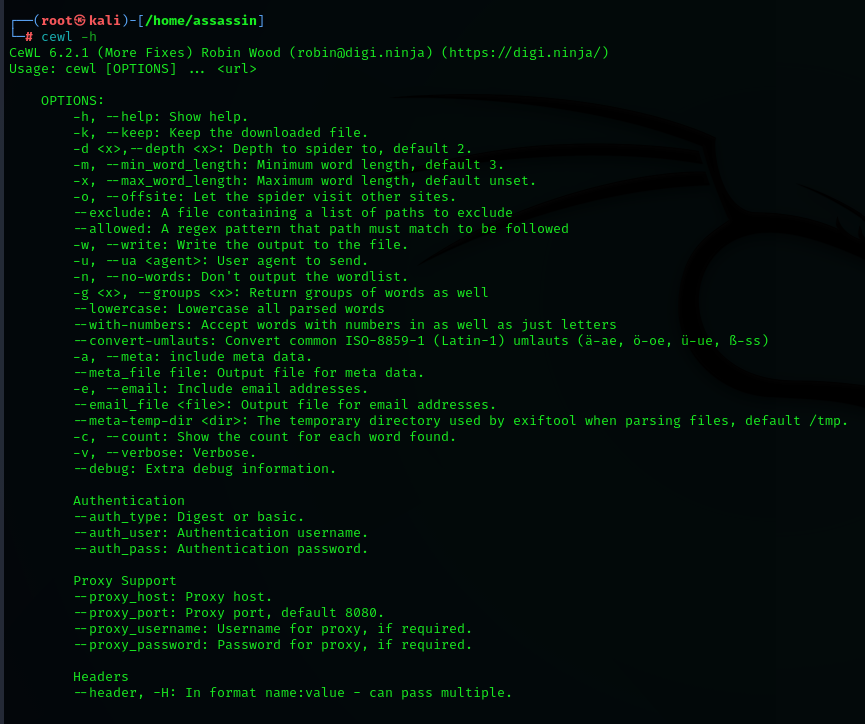 ┌──(root㉿kali)-[/home/assassin]
└─# cewl -h
CeWL 6.2.1 (More Fixes) Robin Wood (robin@digi.ninja) (https://digi.ninja/)
Usage: cewl [OPTIONS] ... <url>

    OPTIONS:
        -h, --help: Show help.
        -k, --keep: Keep the downloaded file.
        -d <x>,--depth <x>: Depth to spider to, default 2.
        -m, --min_word_length: Minimum word length, default 3.
        -x, --max_word_length: Maximum word length, default unset.
        -o, --offsite: Let the spider visit other sites.
        --exclude: A file containing a list of paths to exclude
        --allowed: A regex pattern that path must match to be followed
        -w, --write: Write the output to the file.
        -u, --ua <agent>: User agent to send.
        -n, --no-words: Don't output the wordlist.
        -g <x>, --groups <x>: Return groups of words as well
        --lowercase: Lowercase all parsed words
        --with-numbers: Accept words with numbers in as well as just letters
        --convert-umlauts: Convert common ISO-8859-1 (Latin-1) umlauts (ä-ae, ö-oe, ü-ue, ß-ss)
        -a, --meta: include meta data.
        --meta_file file: Output file for meta data.
        -e, --email: Include email addresses.
        --email_file <file>: Output file for email addresses.
        --meta-temp-dir <dir>: The temporary directory used by exiftool when parsing files, default /tmp.
        -c, --count: Show the count for each word found.
        -v, --verbose: Verbose.
        --debug: Extra debug information.

        Authentication
        --auth_type: Digest or basic.
        --auth_user: Authentication username.
        --auth_pass: Authentication password.

        Proxy Support
        --proxy_host: Proxy host.
        --proxy_port: Proxy port, default 8080.
        --proxy_username: Username for proxy, if required.
        --proxy_password: Password for proxy, if required.

        Headers
        --header, -H: In format name:value - can pass multiple.